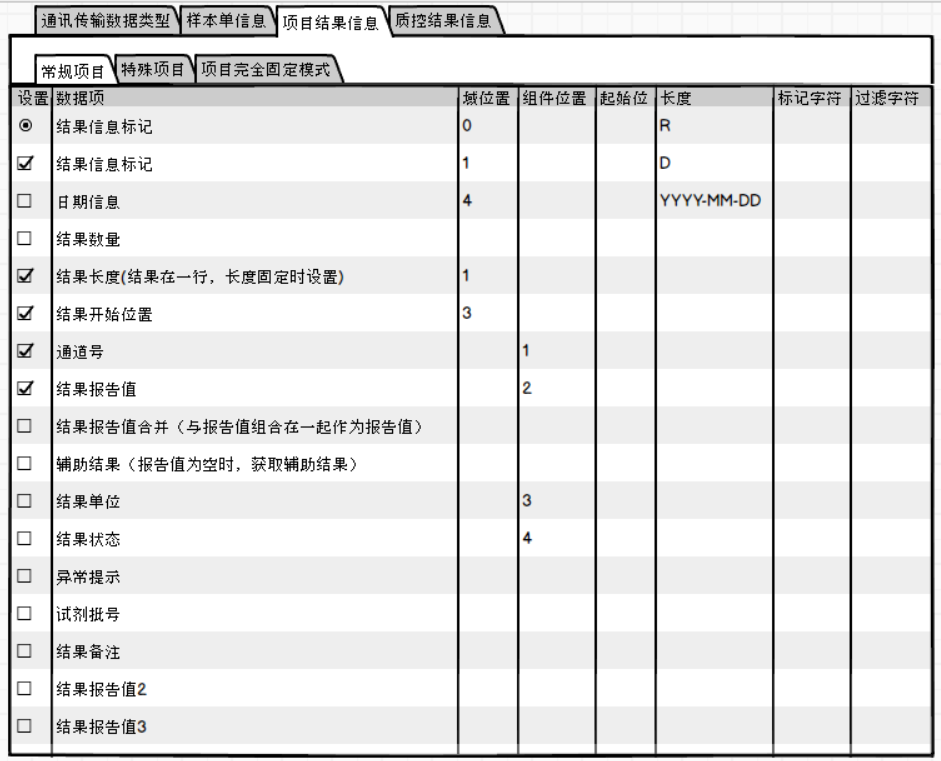 通讯传输数据类型 样本单信息 项目结果信息 质控结果信息
常规项目 特殊项目 项目完全固定模式
设置 数据项 域位置 组件位置 起始位 长度 标记字符 过滤字符
结果信息标记 0 R
结果信息标记 1 D
日期信息 4 YYYY-MM-DD
结果数量
结果长度(结果在一行，长度固定时设置) 1
结果开始位置 3
通道号 1
结果报告值 2
结果报告值合并（与报告值组合在一起作为报告值）
辅助结果（报告值为空时，获取辅助结果）
结果单位 3
结果状态 4
异常提示
试剂批号
结果备注
结果报告值2
结果报告值3